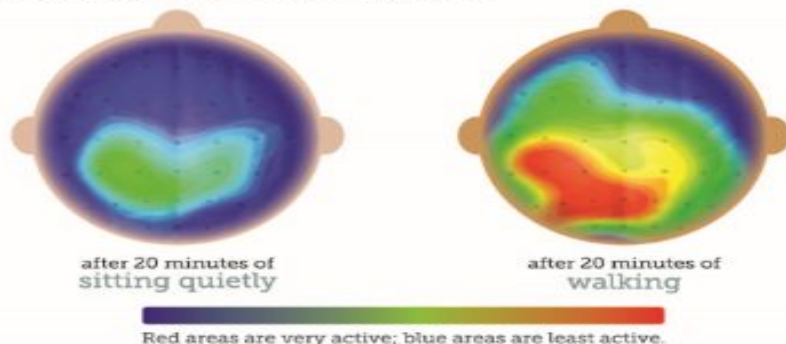 after 20 minutes of
sitting quietly
after 20 minutes of
walking
Red areas are very active; blue areas are least active.